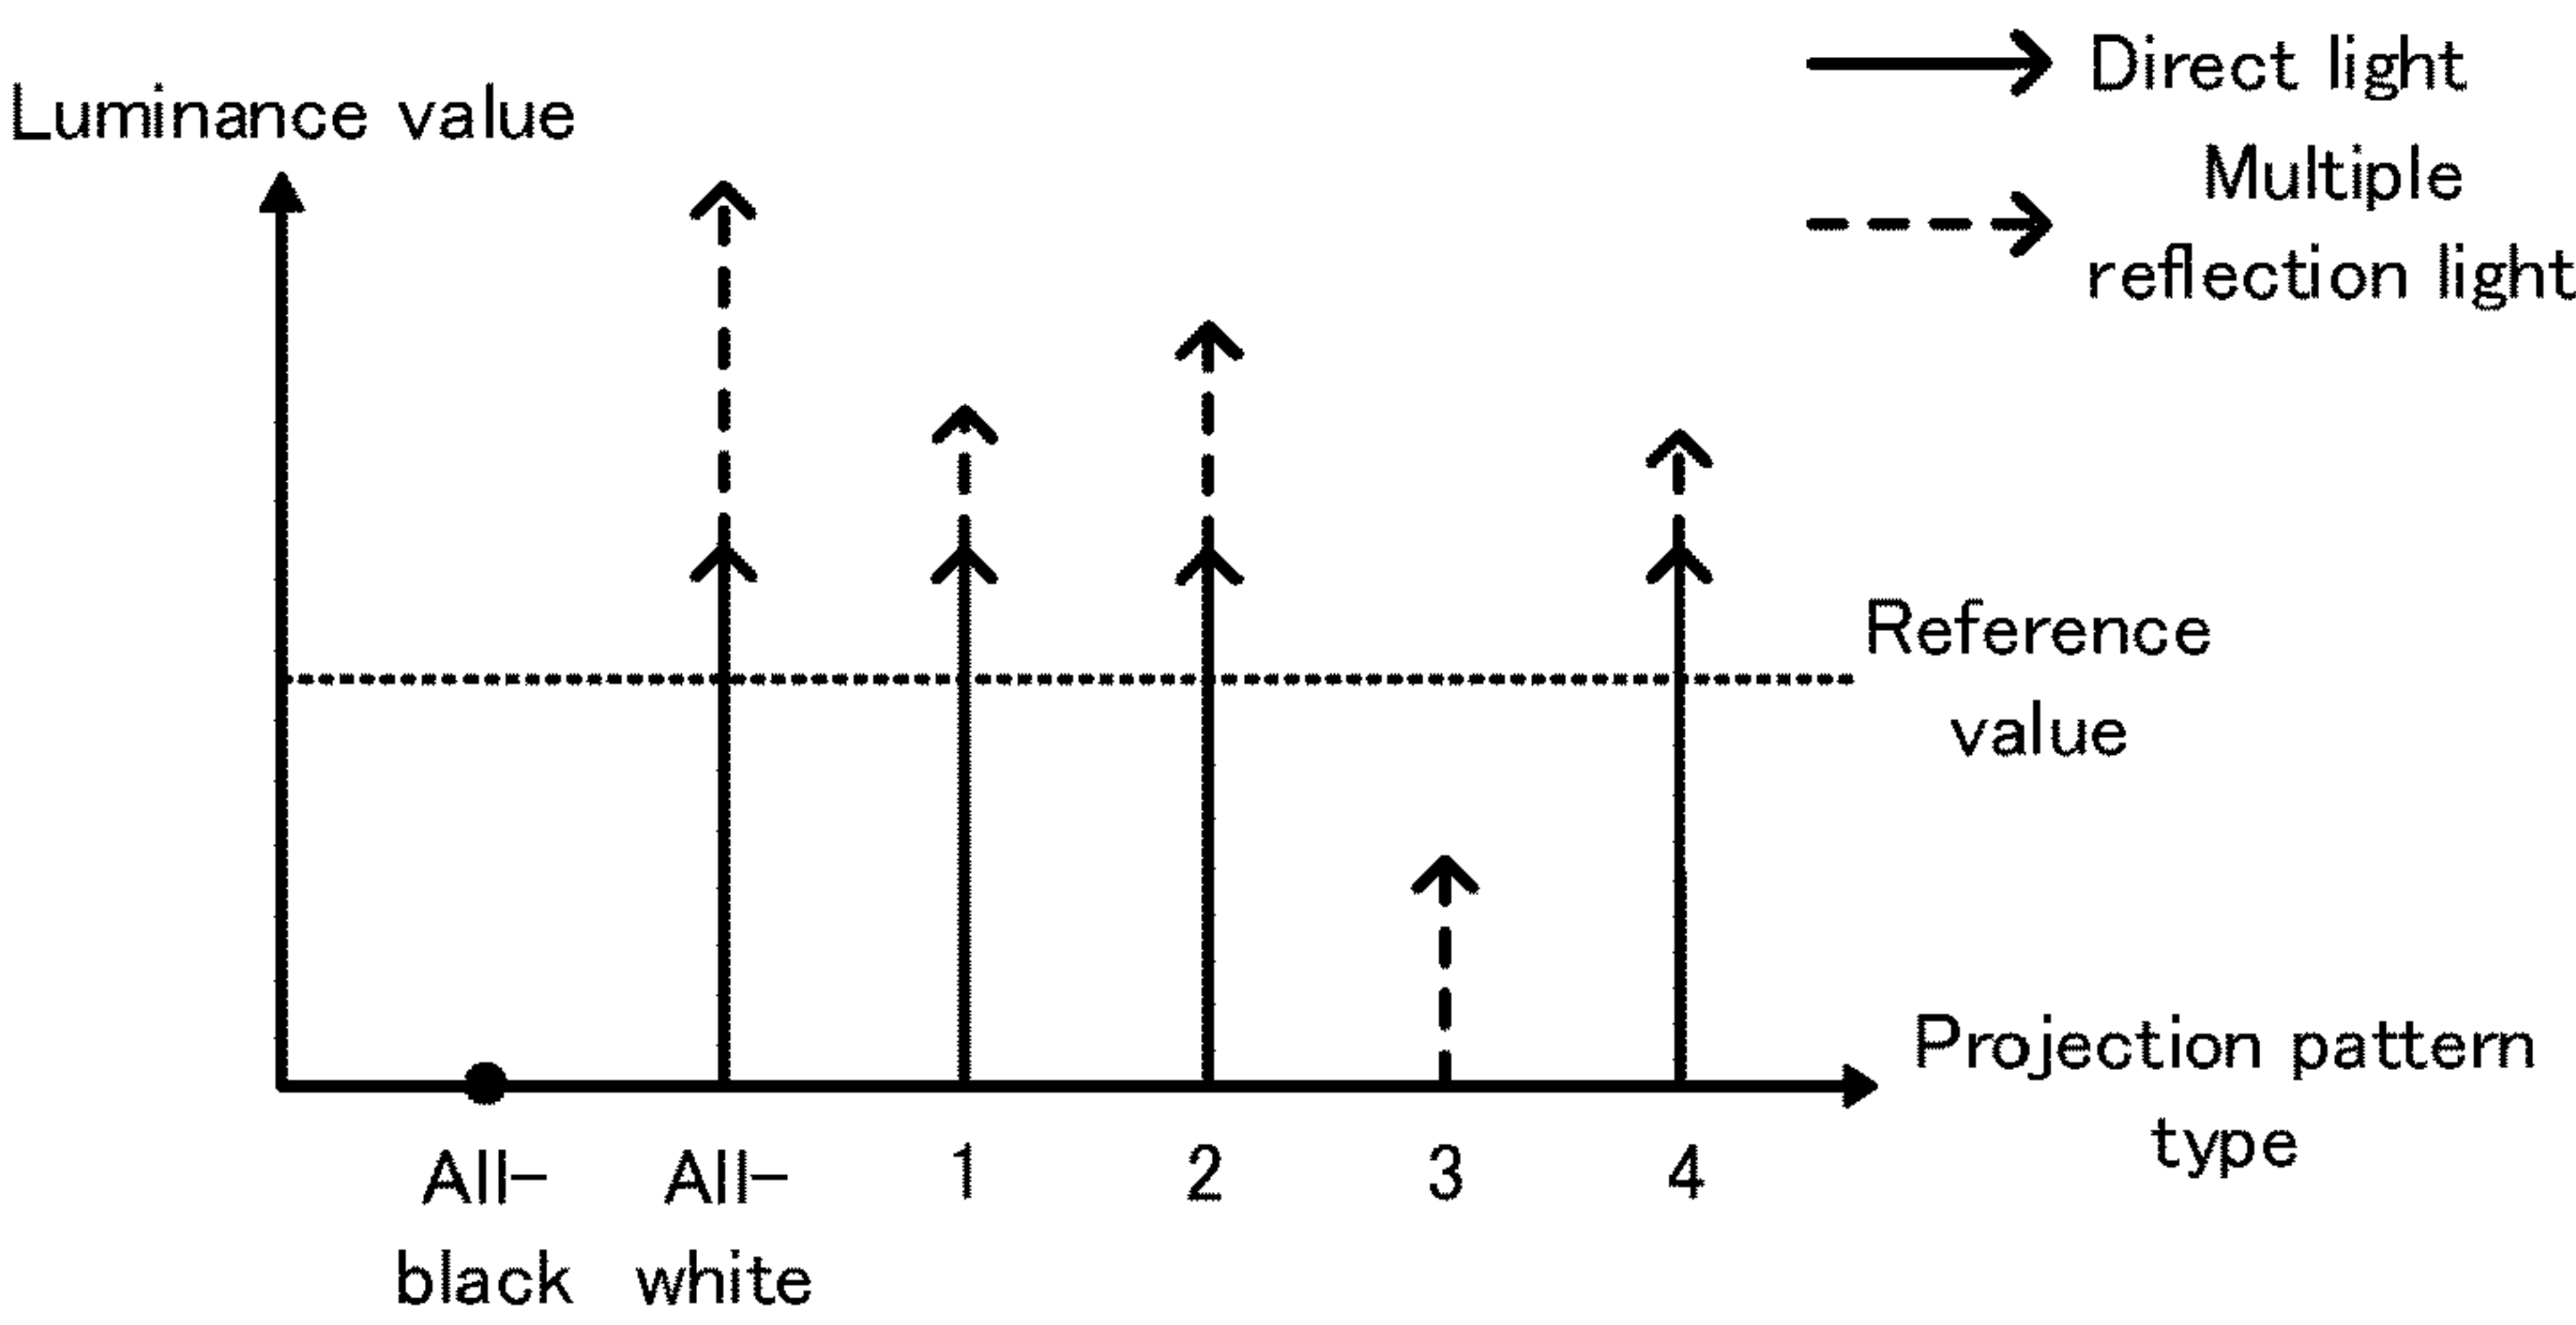 Luminance value
Direct light
Multiple
reflection light
Reference
value
Projection pattern
type
All-
black
All-
white
1
2
3
4